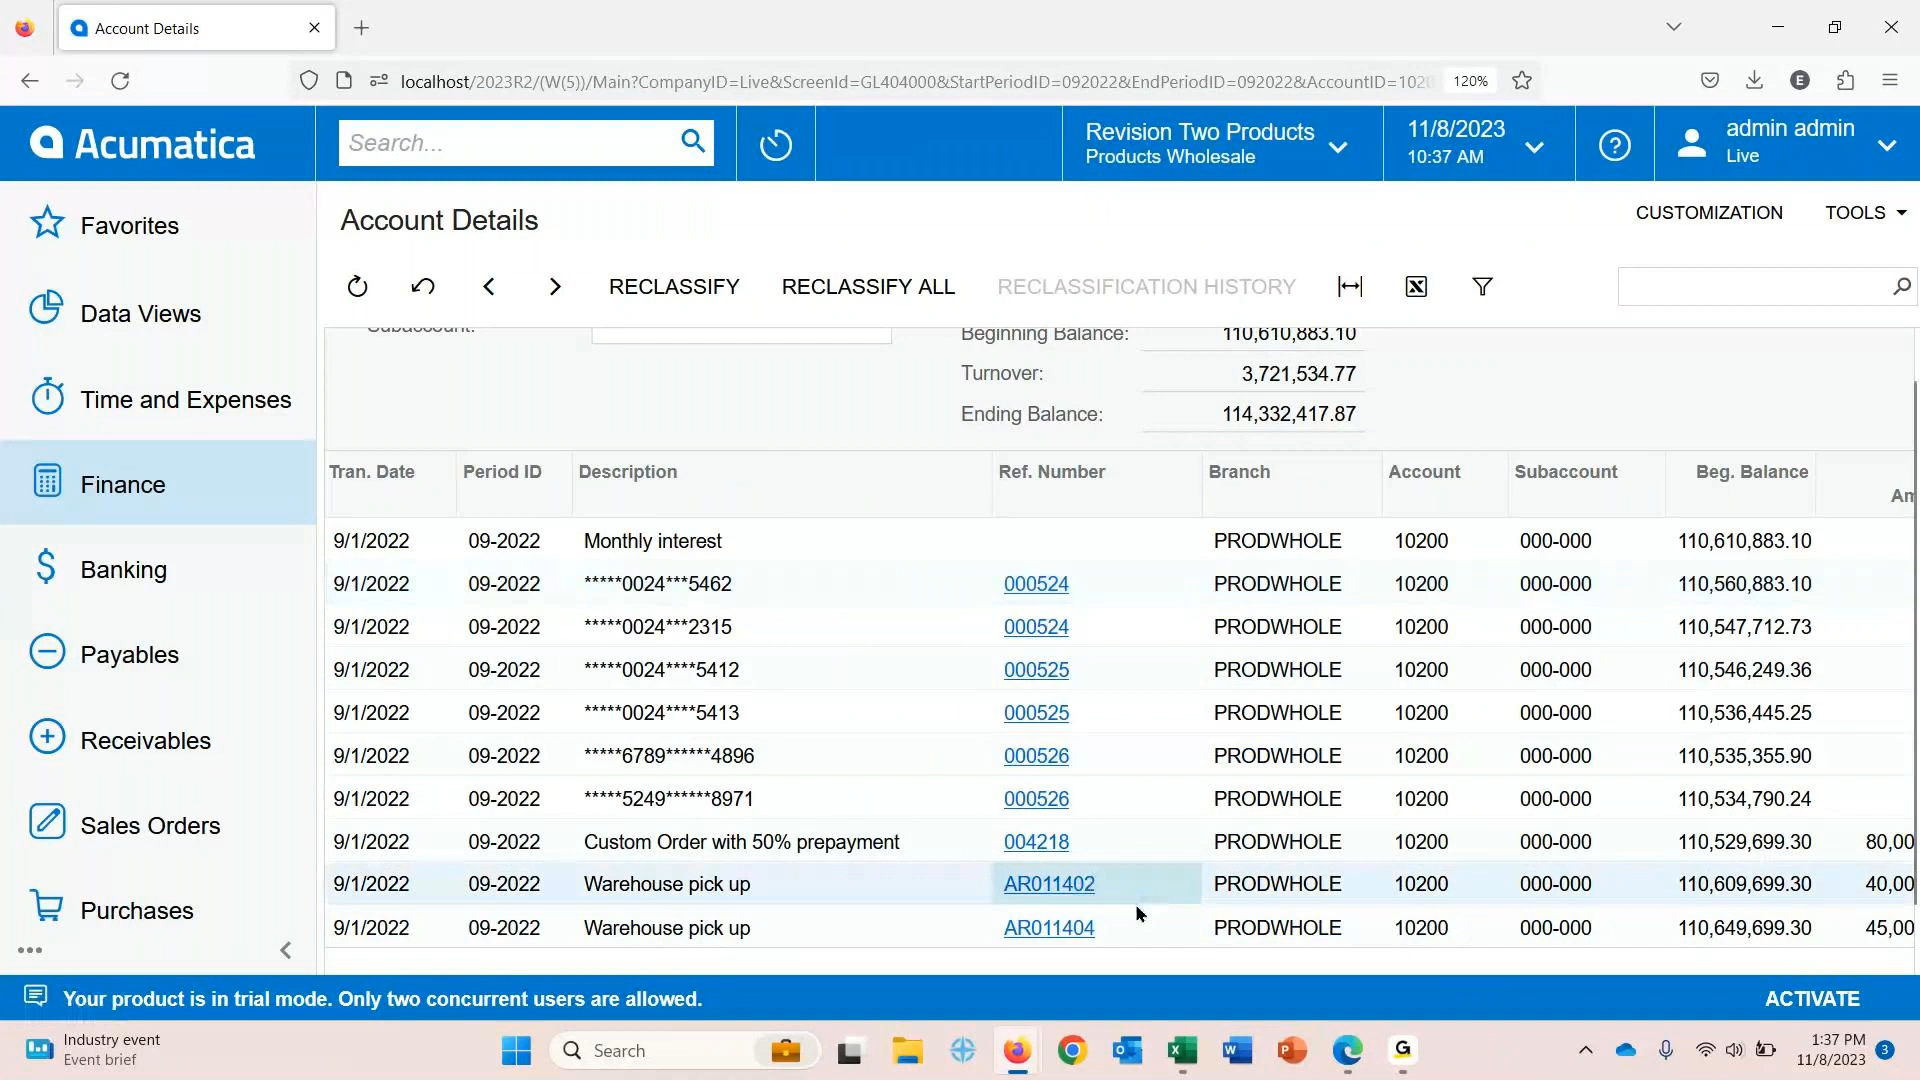 Account Details
localhost/2023R2/(W(5))/Main?CompanyID=Live&ScreenId=GL404000&StartPeriodID=092022&EndPeriodID=092022&AccountID=1020
120%
E
Acumatica
Search...
Revision Two Products
Products Wholesale
11/8/2023
10:37 AM
?
admin admin
Live
Favorites
Data Views
Time and Expenses
Finance
Banking
Payables
Receivables
Sales Orders
Purchases
Account Details
CUSTOMIZATION
TOOLS
RECLASSIFY
RECLASSIFY ALL
RECLASSIFICATION HISTORY
Subaccount:
Beginning Balance: 110,610,883.10
Turnover: 3,721,534.77
Ending Balance: 114,332,417.87
Tran. Date Period ID Description Ref. Number Branch Account Subaccount Beg. Balance Am
9/1/2022 09-2022 Monthly interest PRODWHOLE 10200 000-000 110,610,883.10
9/1/2022 09-2022 *****0024***5462 000524 PRODWHOLE 10200 000-000 110,560,883.10
9/1/2022 09-2022 *****0024***2315 000524 PRODWHOLE 10200 000-000 110,547,712.73
9/1/2022 09-2022 *****0024****5412 000525 PRODWHOLE 10200 000-000 110,546,249.36
9/1/2022 09-2022 *****0024****5413 000525 PRODWHOLE 10200 000-000 110,536,445.25
9/1/2022 09-2022 *****6789******4896 000526 PRODWHOLE 10200 000-000 110,535,355.90
9/1/2022 09-2022 *****5249******8971 000526 PRODWHOLE 10200 000-000 110,534,790.24
9/1/2022 09-2022 Custom Order with 50% prepayment 004218 PRODWHOLE 10200 000-000 110,529,699.30 80,00
9/1/2022 09-2022 Warehouse pick up AR011402 PRODWHOLE 10200 000-000 110,609,699.30 40,00
9/1/2022 09-2022 Warehouse pick up AR011404 PRODWHOLE 10200 000-000 110,649,699.30 45,00
Your product is in trial mode. Only two concurrent users are allowed.
ACTIVATE
Industry event
Event brief
Search
1:37 PM
11/8/2023
3